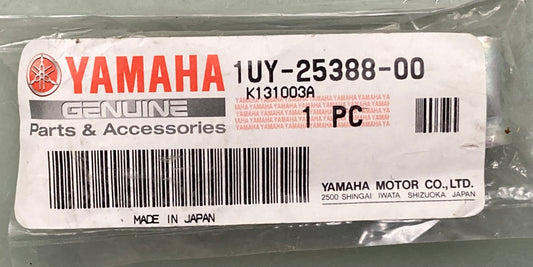 YAMAHA 1UY-25388-00
K131003A
GENUINE
Parts & Accessories
1 PC
YAMAHA MOTOR CO.,LTD.
2500 SHINGAI IWATA SHIZUOKA JAPAN
MADE IN JAPAN